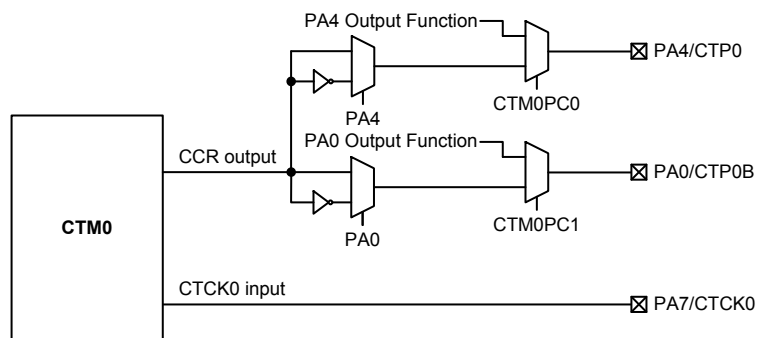 PA4 Output Function
PA4/CTP0
CTM0PC0
PA4
PA0 Output Function
CCR output
PA0/CTP0B
CTM0PC1
PA0
CTM0
CTCK0 input
PA7/CTCK0